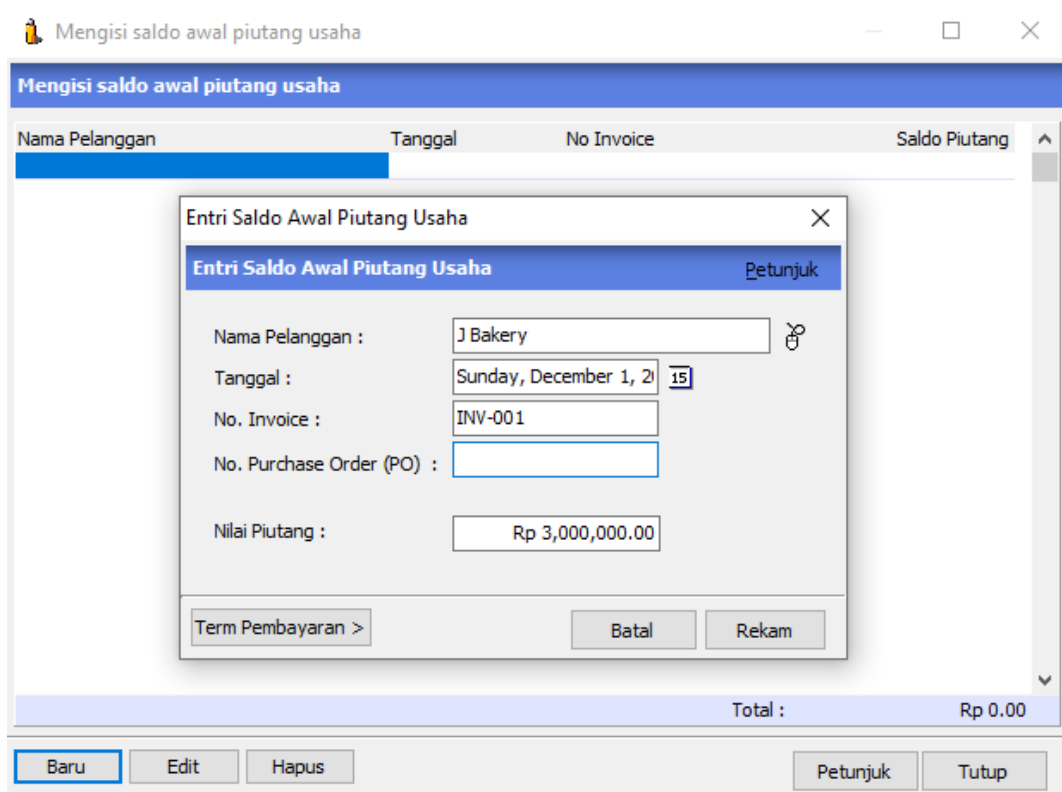 Mengisi saldo awal piutang usaha
Mengisi saldo awal piutang usaha
Nama Pelanggan Tanggal No Invoice Saldo Piutang
Entri Saldo Awal Piutang Usaha
Entri Saldo Awal Piutang Usaha Petunjuk
Nama Pelanggan : J Bakery
Tanggal : Sunday, December 1, 2 15
No. Invoice : INV-001
No. Purchase Order (PO) :
Nilai Piutang : Rp 3,000,000.00
Term Pembayaran > Batal Rekam
Total : Rp 0.00
Baru Edit Hapus Petunjuk Tutup